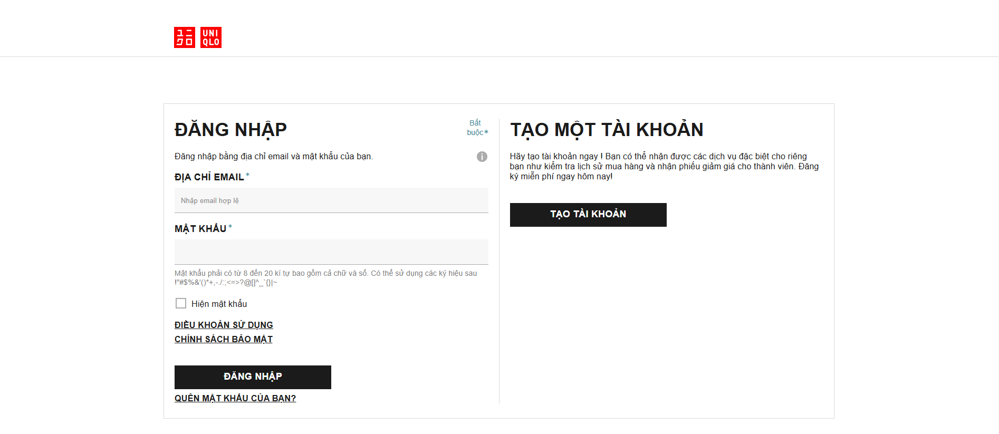 ユニ
クロ
UNI
QLO
ĐĂNG NHẬP
Bắt
buộc*
Đăng nhập bằng địa chỉ email và mật khẩu của bạn.
ĐỊA CHỈ EMAIL*
Nhập email hợp lệ
MẬT KHẨU*
Mật khẩu phải có từ 8 đến 20 kí tự bao gồm cả chữ và số. Có thể sử dụng các ký hiệu sau
!"#$%&'()*+,-./:;<=>?@[]^_`{}|~
Hiện mật khẩu
ĐIỀU KHOẢN SỬ DỤNG
CHÍNH SÁCH BẢO MẬT
ĐĂNG NHẬP
QUÊN MẬT KHẨU CỦA BẠN?
TẠO MỘT TÀI KHOẢN
Hãy tạo tài khoản ngay ! Bạn có thể nhận được các dịch vụ đặc biệt cho riêng
bạn như kiểm tra lịch sử mua hàng và nhận phiếu giảm giá cho thành viên. Đăng
ký miễn phí ngay hôm nay!
TẠO TÀI KHOẢN